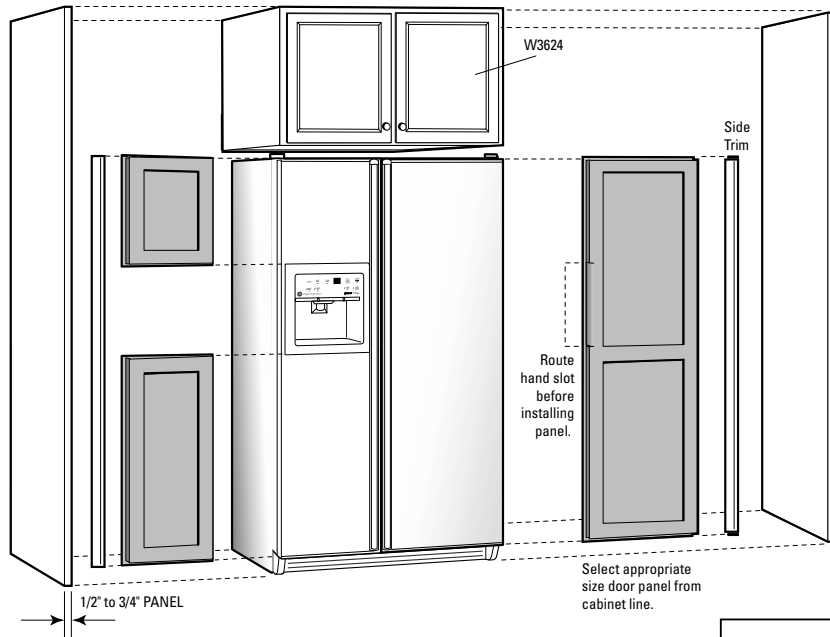 W3624
Side
Trim
Route
hand slot
before
installing
panel.
Select appropriate
size door panel from
cabinet line.
1/2" to 3/4" PANEL